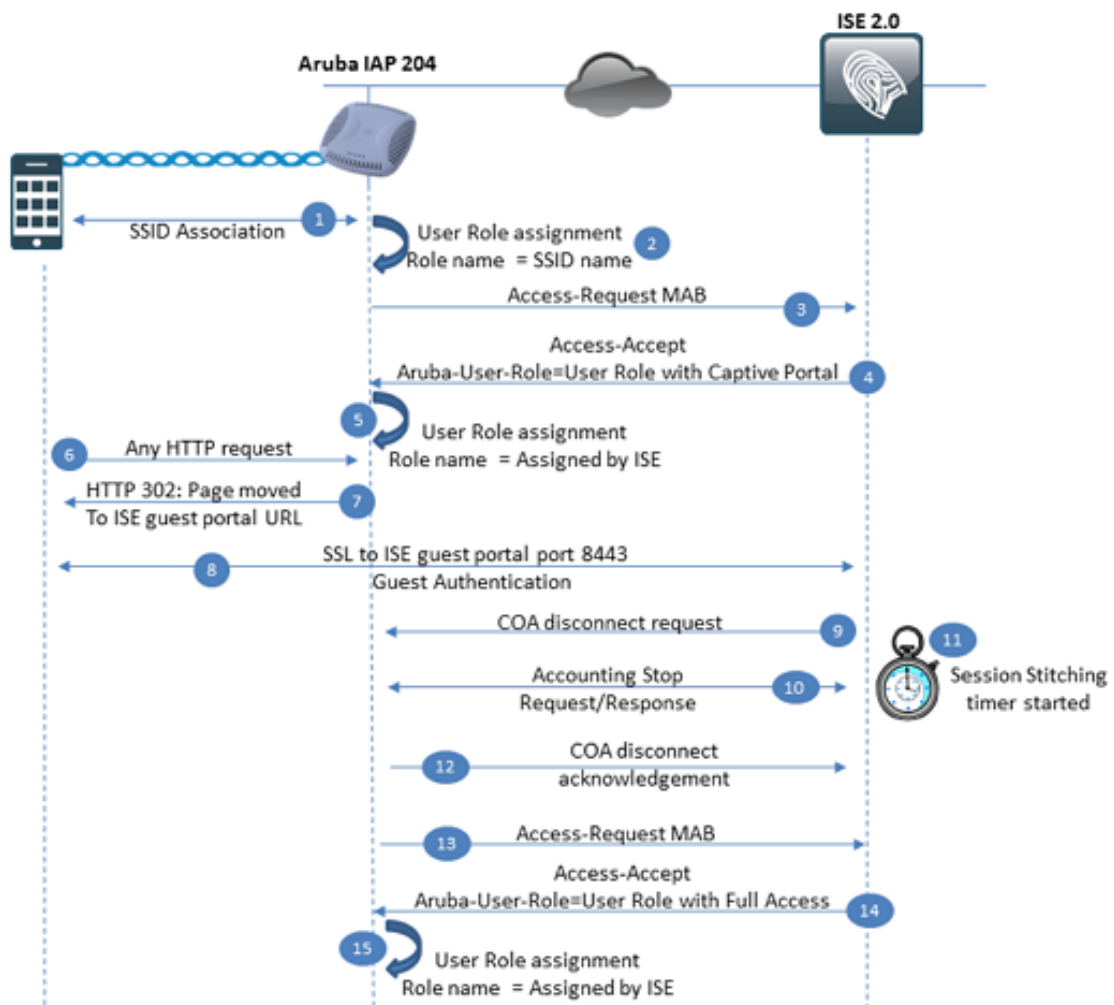 ISE 2.0
Aruba IAP 204
1
SSID Association
User Role assignment
Role name = SSID name
2
Access-Request MAB
3
Access-Accept
Aruba-User-Role=User Role with Captive Portal
4
5
User Role assignment
Role name = Assigned by ISE
6
Any HTTP request
HTTP 302: Page moved
To ISE guest portal URL
7
8
SSL to ISE guest portal port 8443
Guest Authentication
COA disconnect request
9
Accounting Stop
Request/Response
10
11
Session Stitching
timer started
12
COA disconnect
acknowledgement
13
Access-Request MAB
Access-Accept
Aruba-User-Role=User Role with Full Access
14
15
User Role assignment
Role name = Assigned by ISE